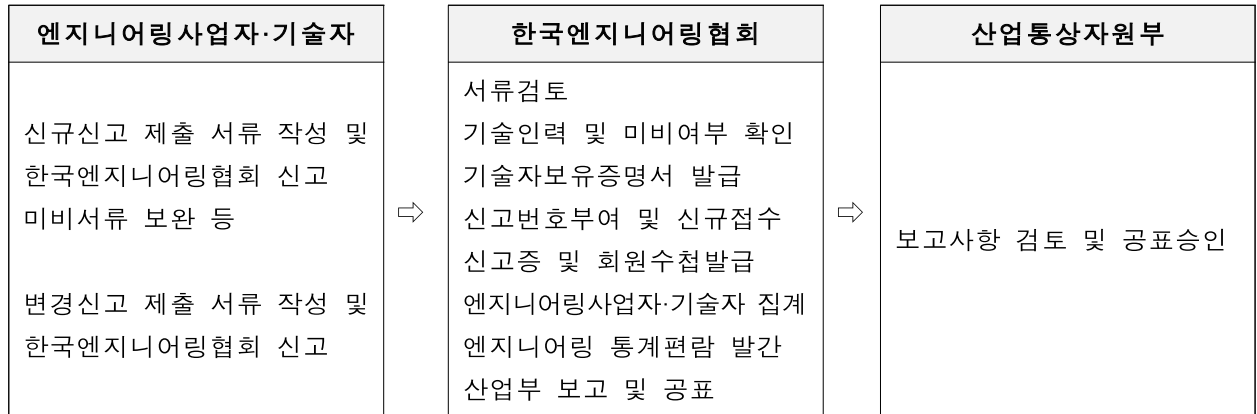 엔지니어링사업자·기술자
신규신고 제출 서류 작성 및
한국엔지니어링협회 신고
미비서류 보완 등
변경신고 제출 서류 작성 및
한국엔지니어링협회 신고
⇨
한국엔지니어링협회
서류검토
기술인력 및 미비여부 확인
기술자보유증명서 발급
신고번호부여 및 신규접수
신고증 및 회원수첩발급
엔지니어링사업자·기술자 집계
엔지니어링 통계편람 발간
산업부 보고 및 공표
⇨
산업통상자원부
보고사항 검토 및 공표승인